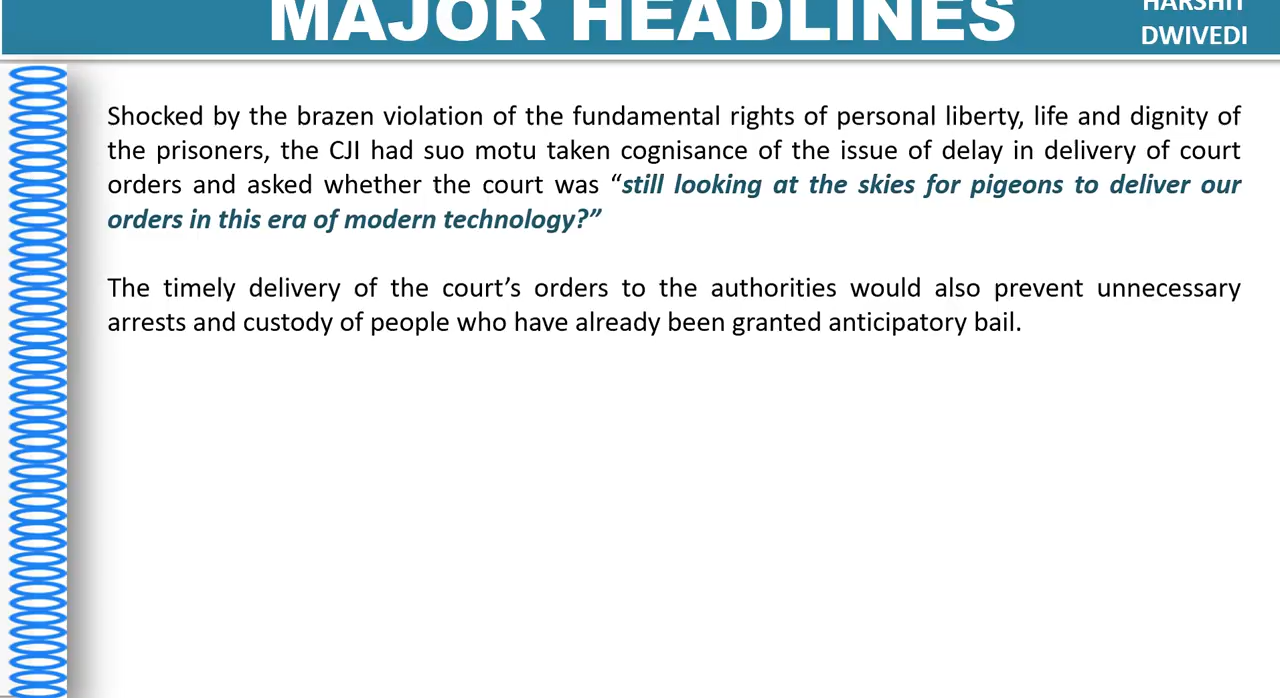 MAJOR HEADLINES
HARSHIT
DWIVEDI
Shocked by the brazen violation of the fundamental rights of personal liberty, life and dignity of
the prisoners, the CJI had suo motu taken cognisance of the issue of delay in delivery of court
orders and asked whether the court was “still looking at the skies for pigeons to deliver our
orders in this era of modern technology?”
The timely delivery of the court’s orders to the authorities would also prevent unnecessary
arrests and custody of people who have already been granted anticipatory bail.